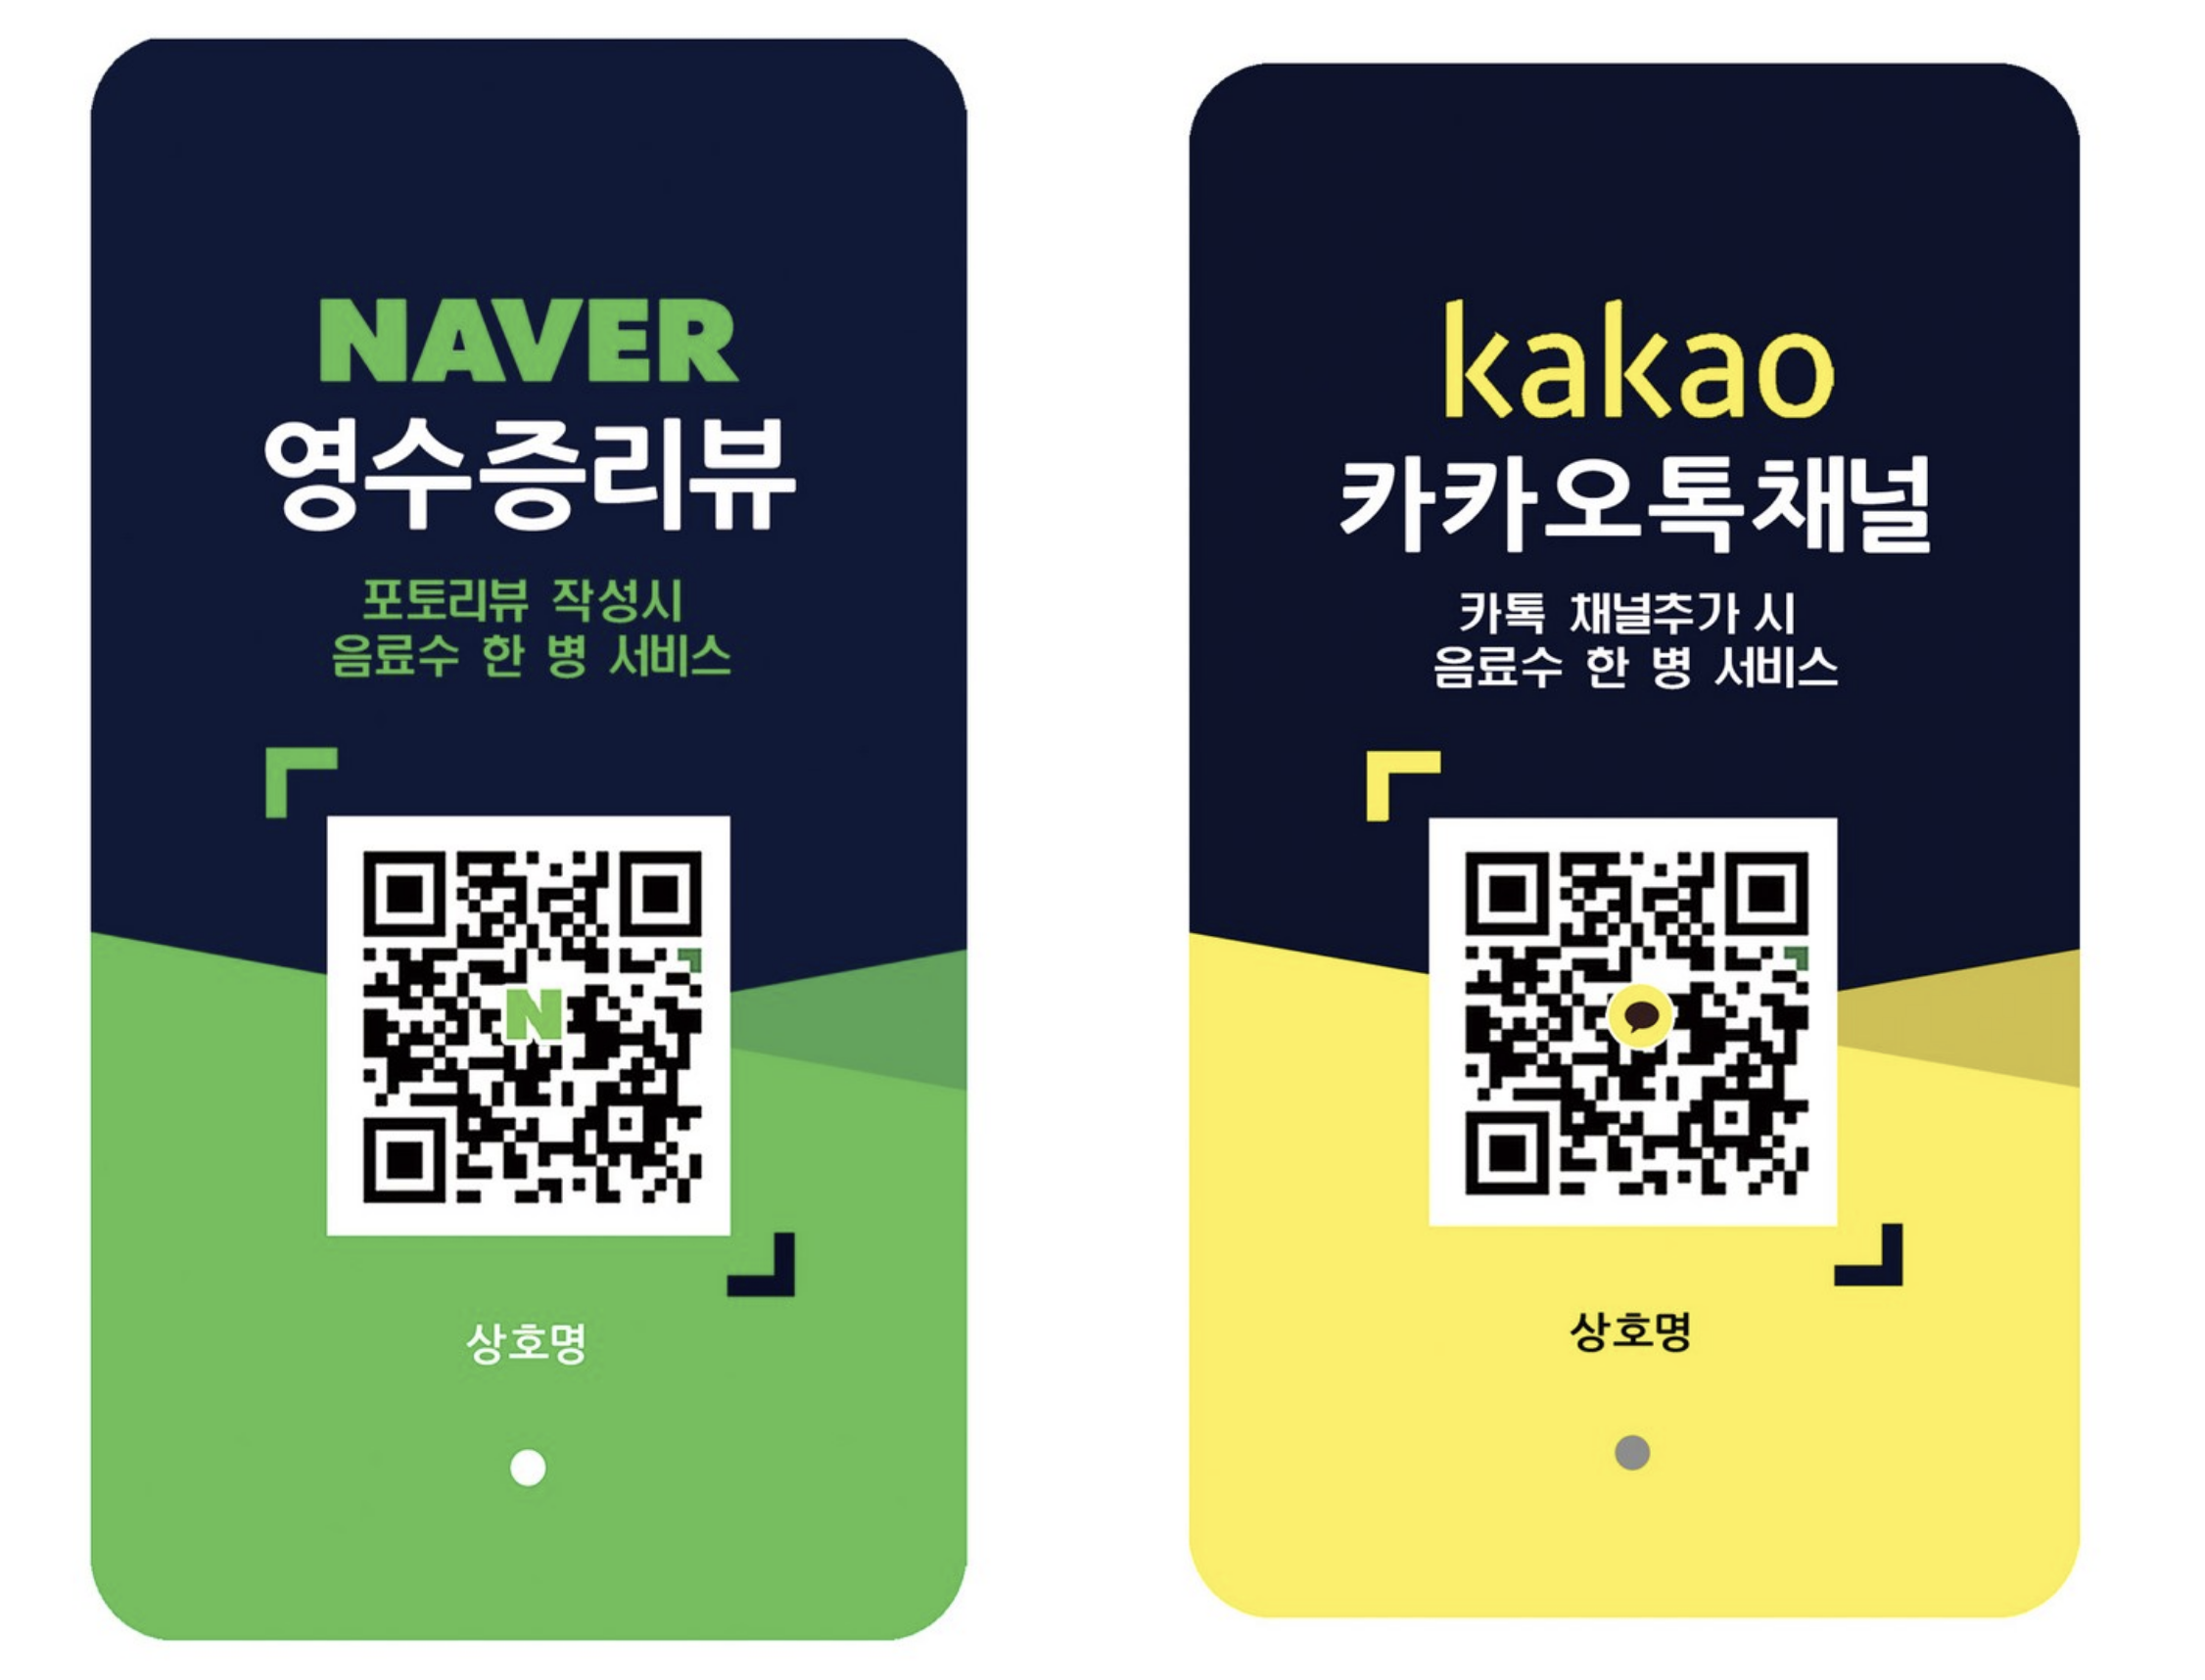 NAVER
영수증리뷰
포토리뷰 작성시
음료수 한 병 서비스
N
상호명
kakao
카카오톡채널
카톡 채널추가 시
음료수 한 병 서비스
상호명